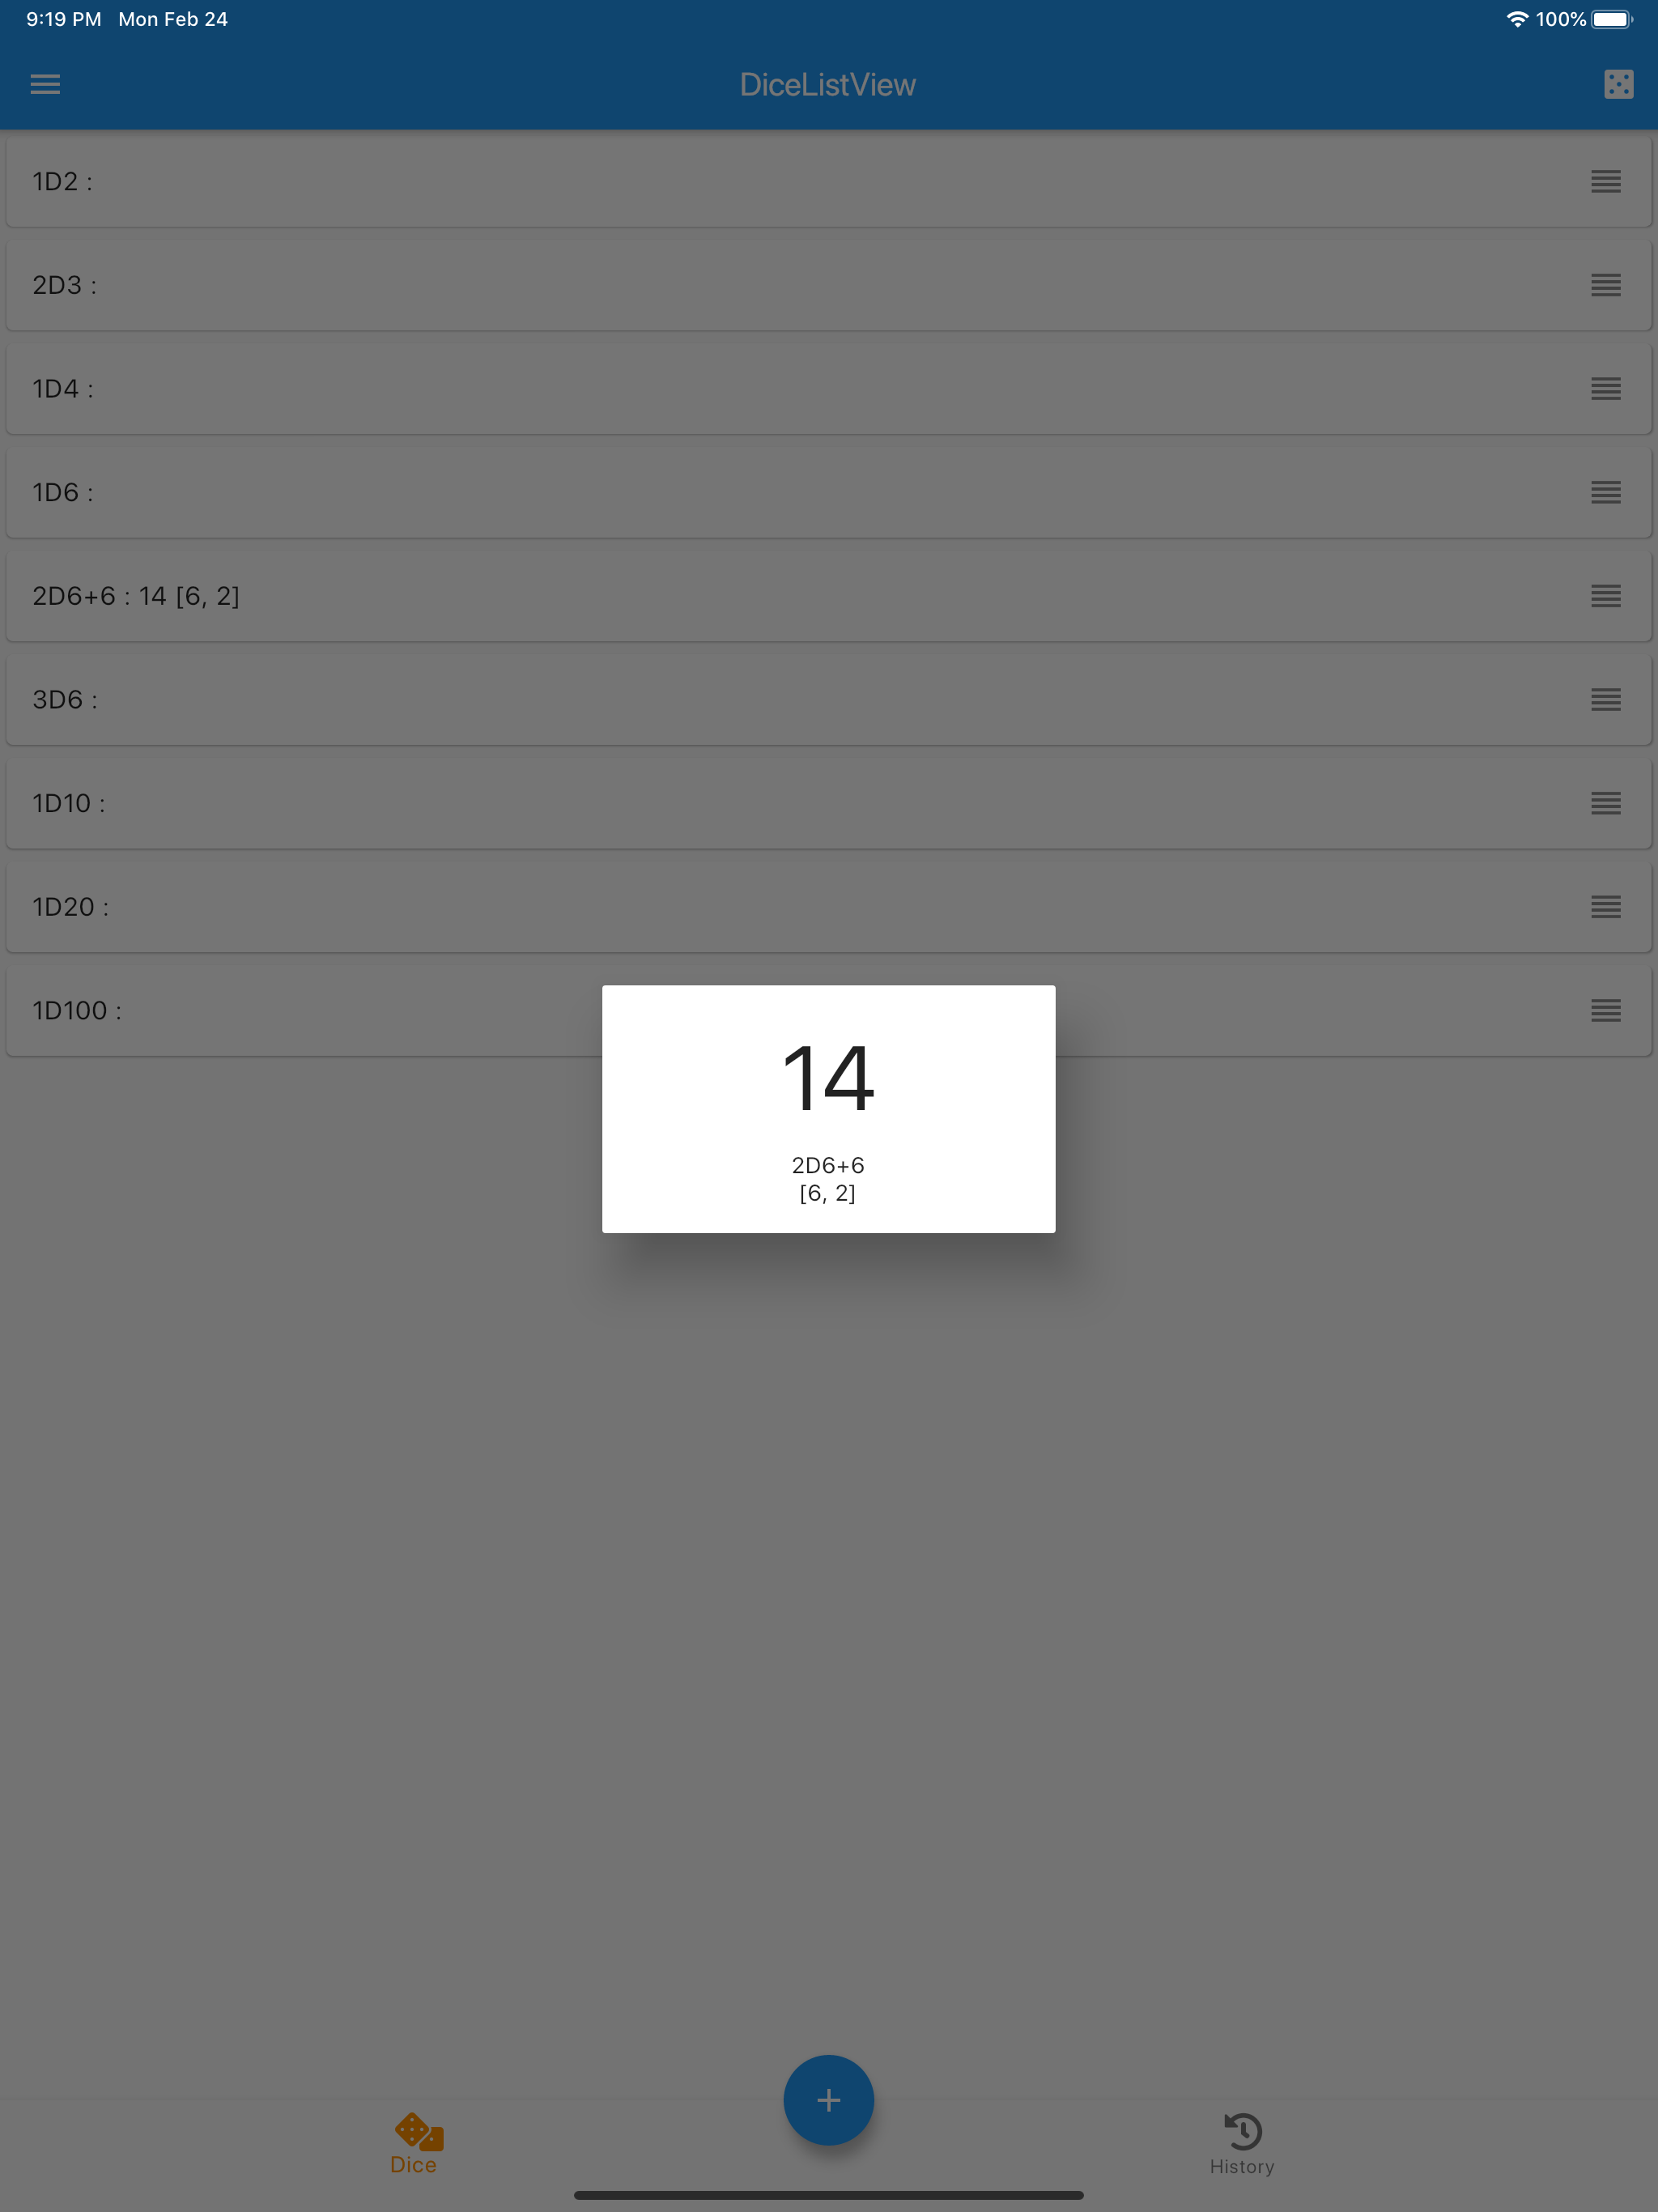 9:19 PM Mon Feb 24
100%
DiceListView
1D2 :
2D3 :
1D4 :
1D6 :
2D6+6 : 14 [6, 2]
3D6 :
1D10 :
1D20 :
1D100 :
14
2D6+6
[6, 2]
+
Dice
History